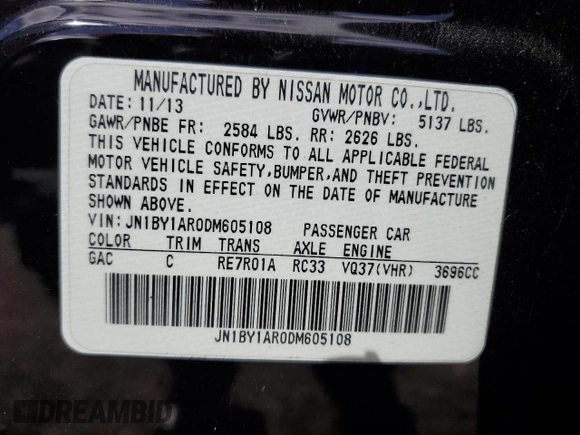 MANUFACTURED BY NISSAN MOTOR CO.,LTD.
DATE: 11/13 GVWR/PNBV: 5137 LBS.
GAWR/PNBE FR: 2584 LBS. RR: 2626 LBS.
THIS VEHICLE CONFORMS TO ALL APPLICABLE FEDERAL
MOTOR VEHICLE SAFETY,BUMPER,AND THEFT PREVENTION
STANDARDS IN EFFECT ON THE DATE OF MANUFACTURE
SHOWN ABOVE.
VIN: JN1BY1AR0DM605108 PASSENGER CAR
COLOR TRIM TRANS AXLE ENGINE
GAC C RE7R01A RC33 VQ37(VHR) 3696CC
JN1BY1AR0DM605108
DREAMBID